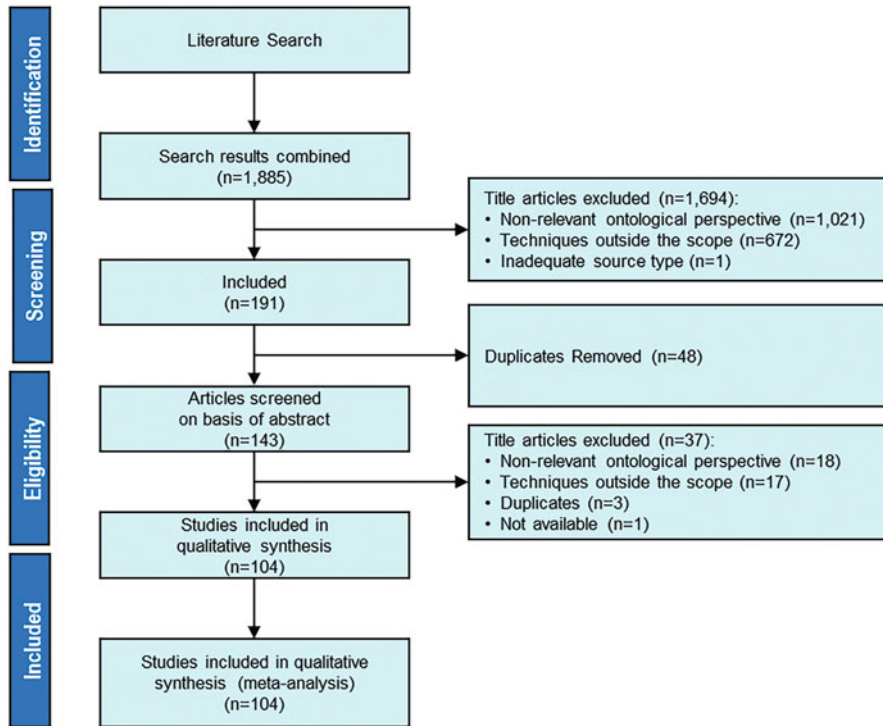 Identification
Literature Search
Search results combined
(n=1,885)
Screening
Title articles excluded (n=1,694):
• Non-relevant ontological perspective (n=1,021)
• Techniques outside the scope (n=672)
• Inadequate source type (n=1)
Included
(n=191)
Duplicates Removed (n=48)
Eligibility
Articles screened
on basis of abstract
(n=143)
Title articles excluded (n=37):
• Non-relevant ontological perspective (n=18)
• Techniques outside the scope (n=17)
• Duplicates (n=3)
• Not available (n=1)
Studies included in
qualitative synthesis
(n=104)
Included
Studies included in qualitative
synthesis (meta-analysis)
(n=104)